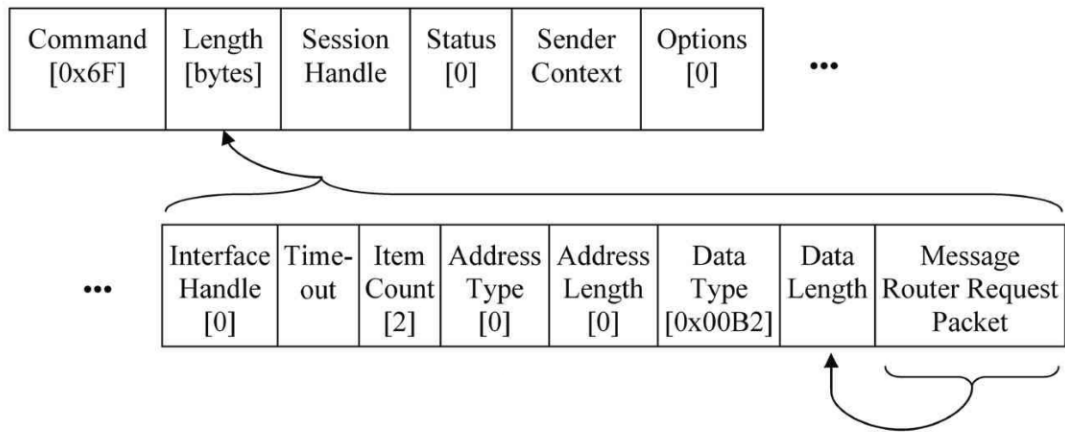 Command Length Session Status Sender Options
[0x6F] [bytes] Handle [0] Context [0] •••
Interface Time- Item Address Address Data Data Message
••• Handle out Count Type Length Type Length Router Request
[0] [2] [0] [0] [0x00B2] Packet